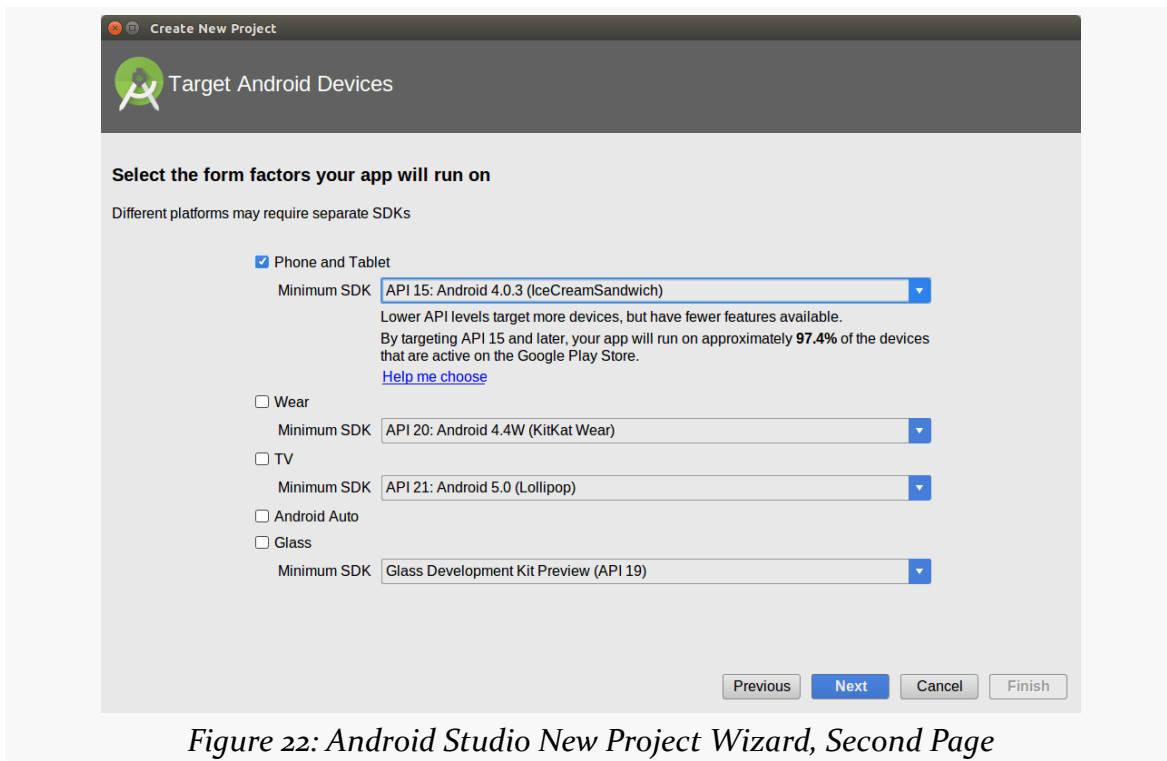 Create New Project
Target Android Devices
Select the form factors your app will run on
Different platforms may require separate SDKs
Phone and Tablet
Minimum SDK API 15: Android 4.0.3 (IceCreamSandwich)
Lower API levels target more devices, but have fewer features available.
By targeting API 15 and later, your app will run on approximately 97.4% of the devices
that are active on the Google Play Store.
Help me choose
Wear
Minimum SDK API 20: Android 4.4W (KitKat Wear)
TV
Minimum SDK API 21: Android 5.0 (Lollipop)
Android Auto
Glass
Minimum SDK Glass Development Kit Preview (API 19)
Previous Next Cancel Finish
Figure 22: Android Studio New Project Wizard, Second Page